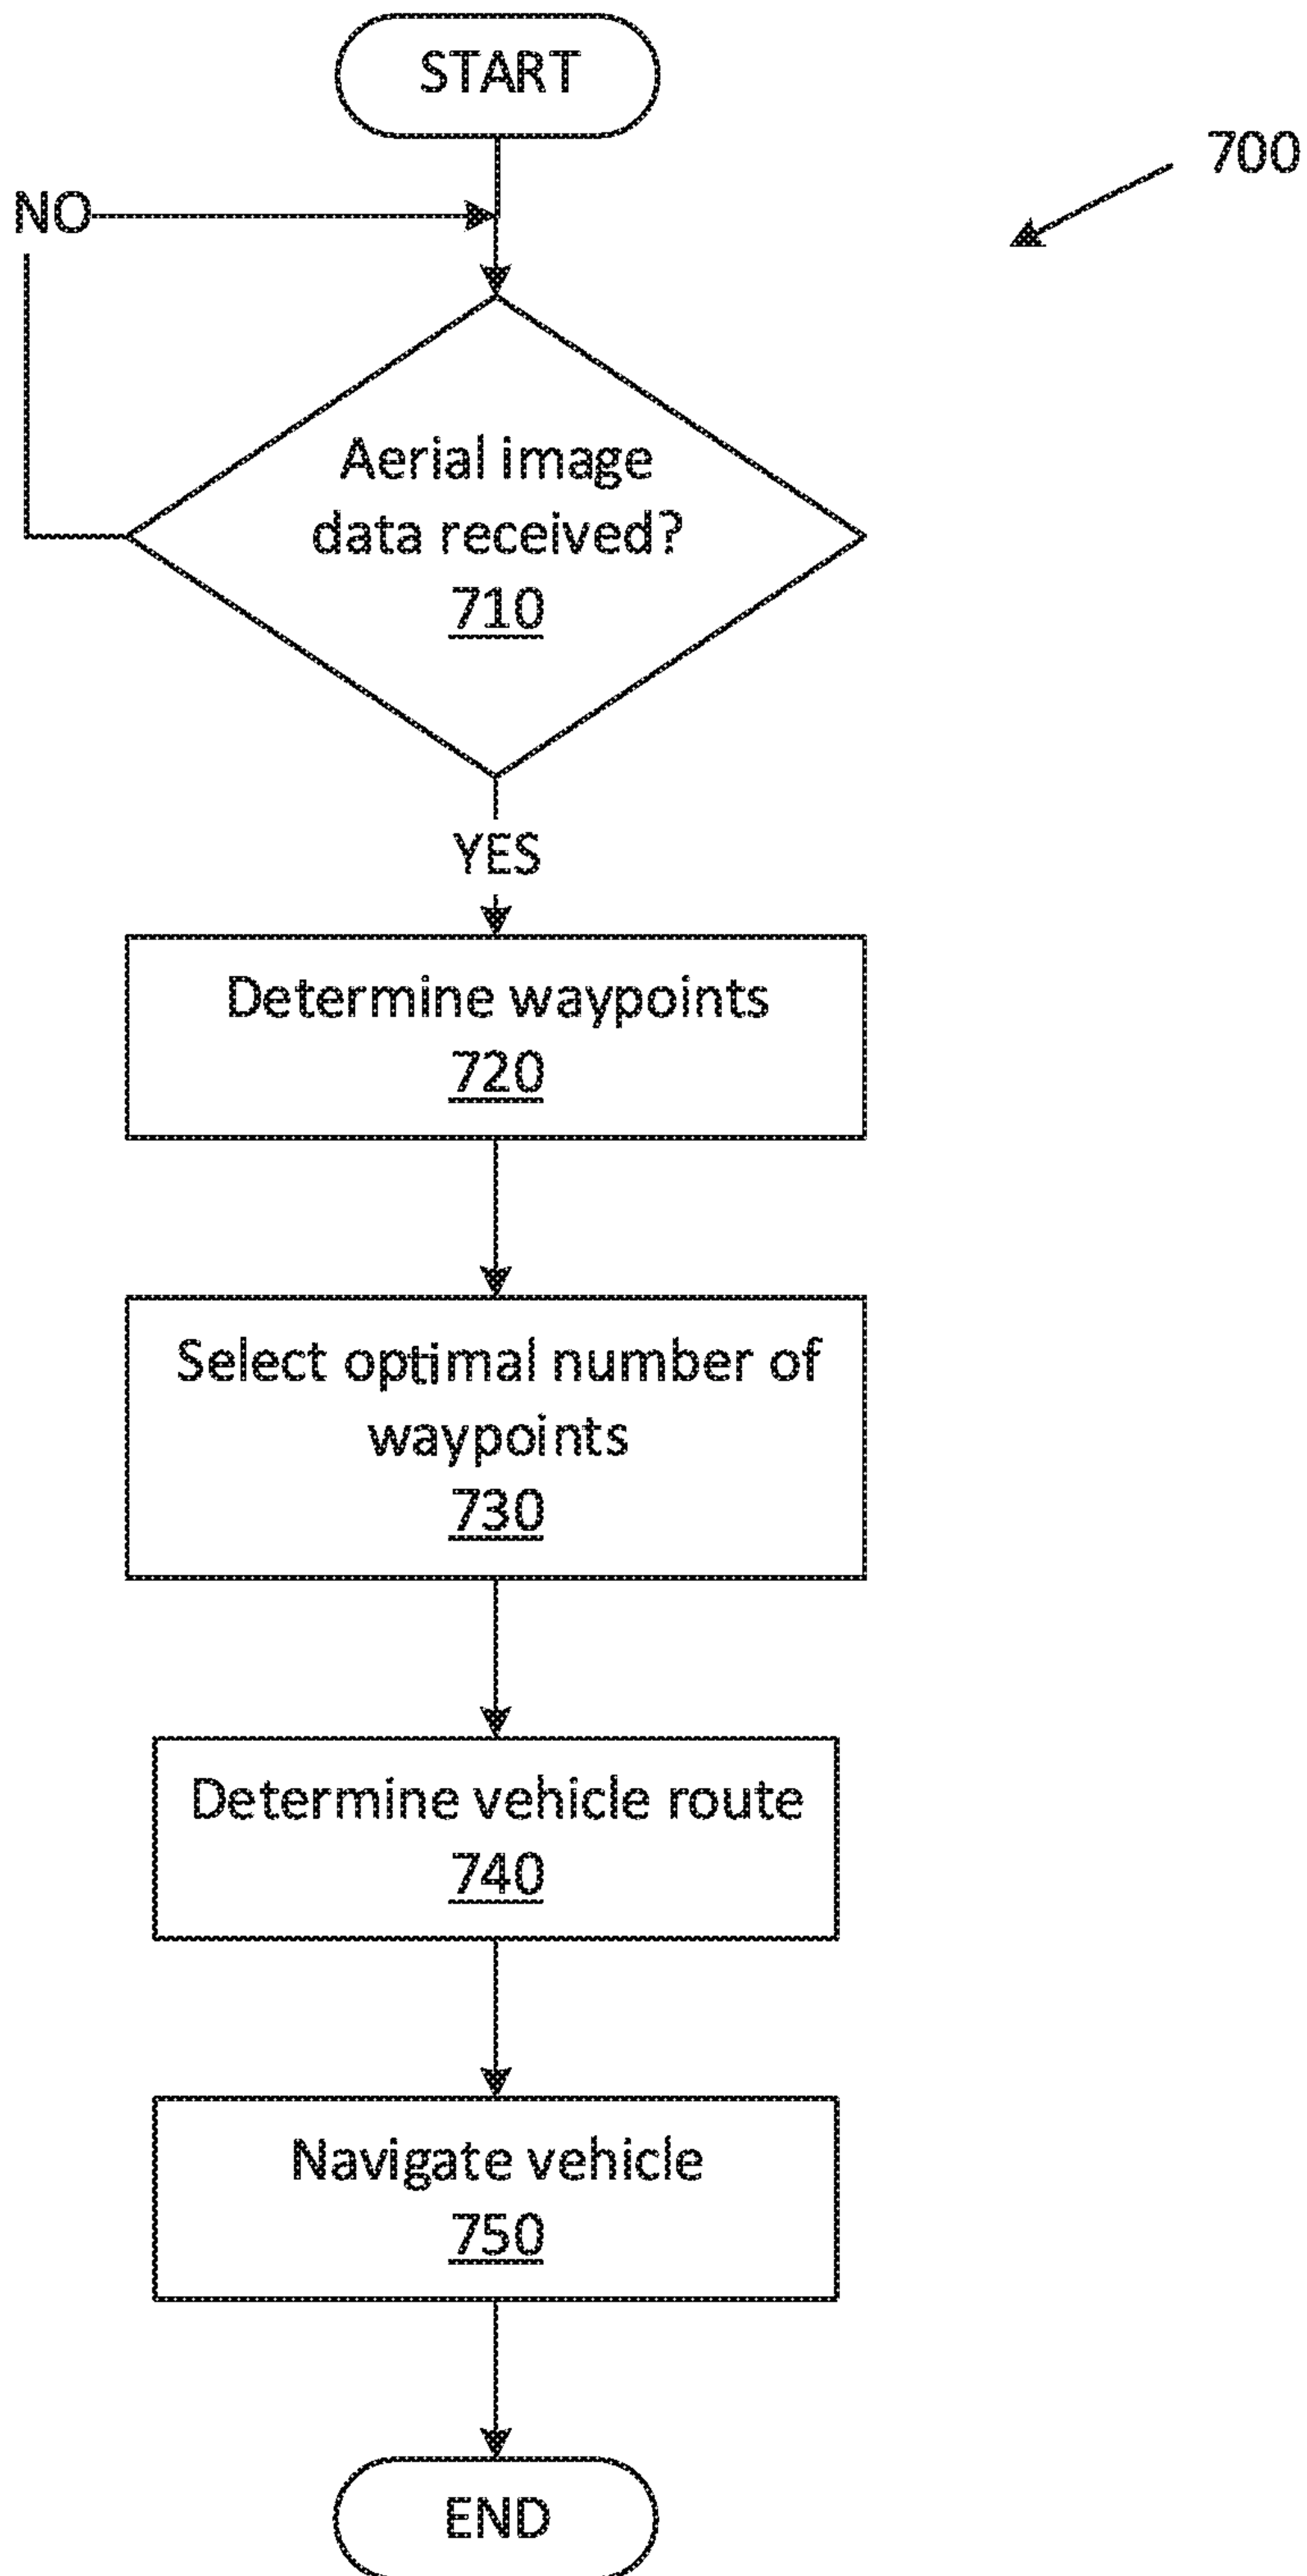 START
700
NO
Aerial image
data received?
710
YES
Determine waypoints
720
Select optimal number of
waypoints
730
Determine vehicle route
740
Navigate vehicle
750
END